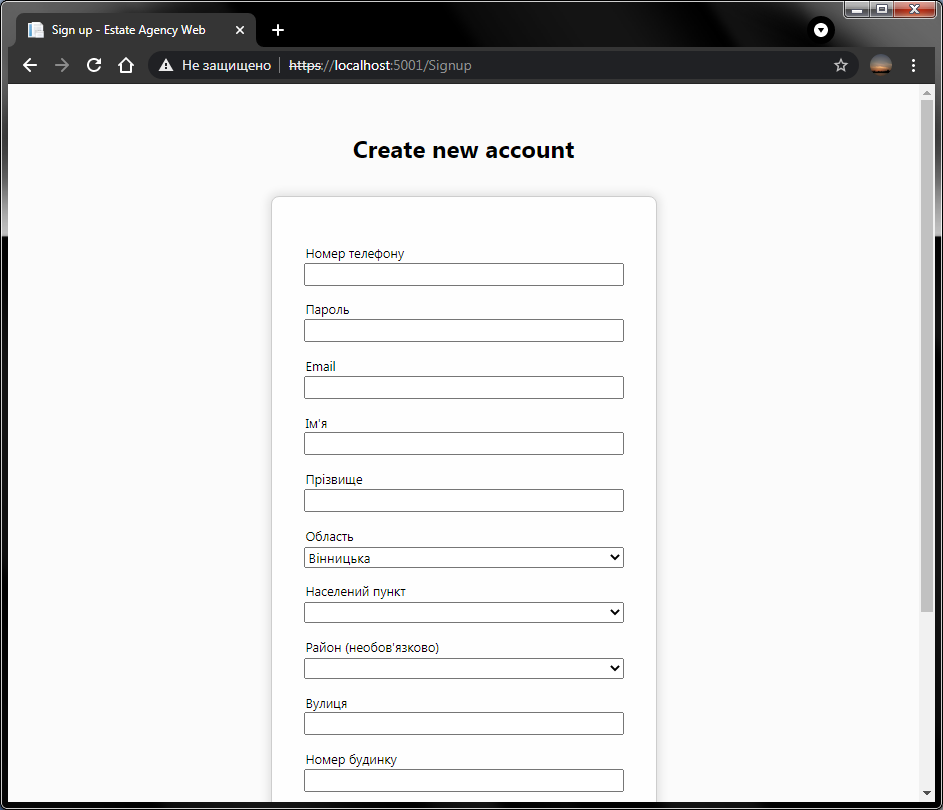 Sign up - Estate Agency Web
Не защищено https://localhost:5001/Signup
Create new account
Номер телефону
Пароль
Email
Ім'я
Прізвище
Область
Вінницька
Населений пункт
Район (необов'язково)
Вулиця
Номер будинку